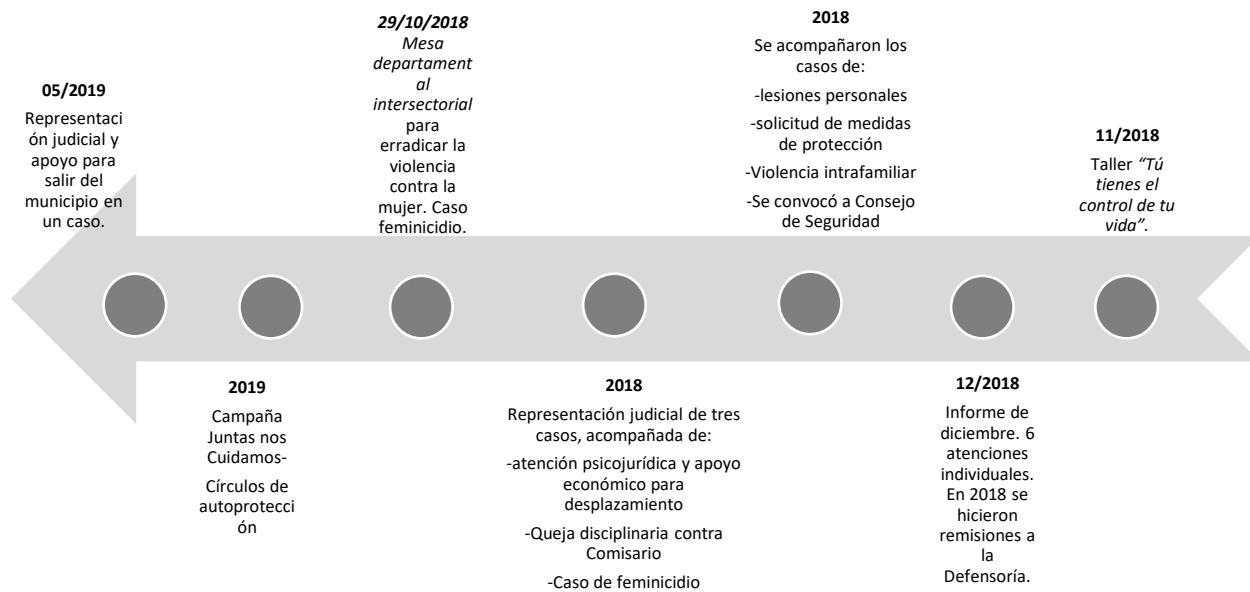 05/2019
Representaci
ón judicial y
apoyo para
salir del
municipio en
un caso.
2019
Campaña
Juntas nos
Cuidamos-
Círculos de
autoprotecci
ón
29/10/2018
Mesa
departament
al
intersectorial
para
erradicar la
violencia
contra la
mujer. Caso
feminicidio.
2018
Representación judicial de tres
casos, acompañada de:
-atención psicojurídica y apoyo
económico para
desplazamiento
-Queja disciplinaria contra
Comisario
-Caso de feminicidio
2018
Se acompañaron los
casos de:
-lesiones personales
-solicitud de medidas
de protección
-Violencia intrafamiliar
-Se convocó a Consejo
de Seguridad
12/2018
Informe de
diciembre. 6
atenciones
individuales.
En 2018 se
hicieron
remisiones a
la
Defensoría.
11/2018
Taller “Tú
tienes el
control de tu
vida”.